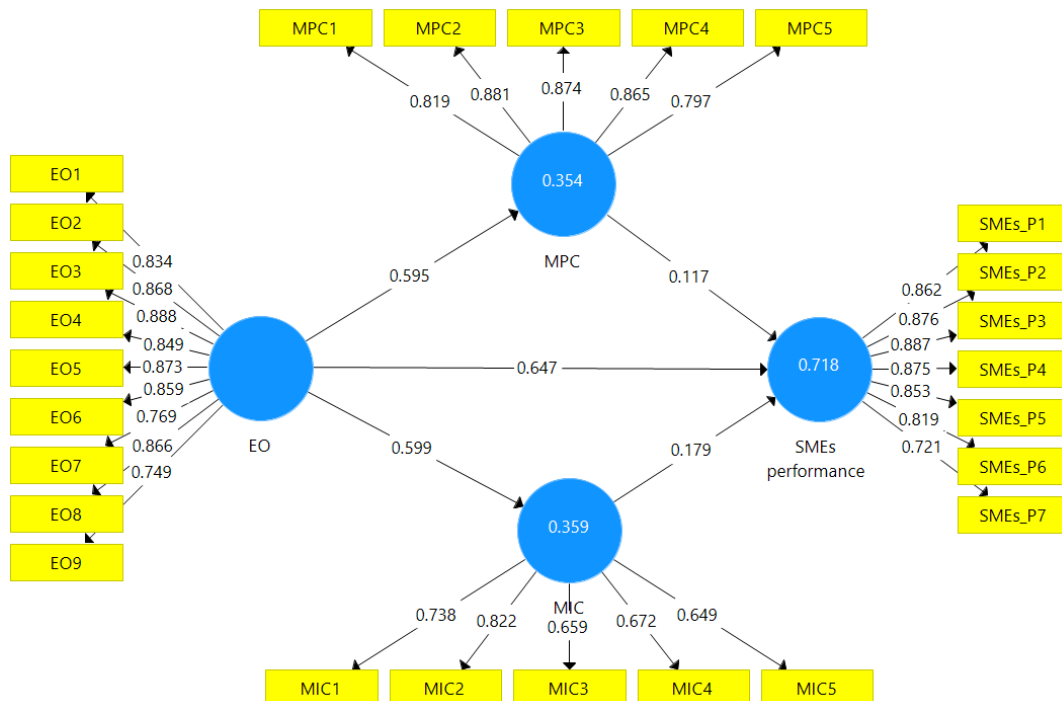 MPC1 MPC2 MPC3 MPC4 MPC5
0.819 0.881 0.874 0.865 0.797
0.354
MPC
EO1
EO2
EO3
EO4
EO5
EO6
EO7
EO8
EO9
0.834
0.868
0.888
0.849
0.873
0.859
0.769
0.866
0.749
EO
0.595
0.647
0.599
0.117
0.179
0.718
SMEs
performance
0.862
0.876
0.887
0.875
0.853
0.819
0.721
SMEs_P1
SMEs_P2
SMEs_P3
SMEs_P4
SMEs_P5
SMEs_P6
SMEs_P7
0.359
MIC
0.738 0.822 0.659 0.672 0.649
MIC1 MIC2 MIC3 MIC4 MIC5